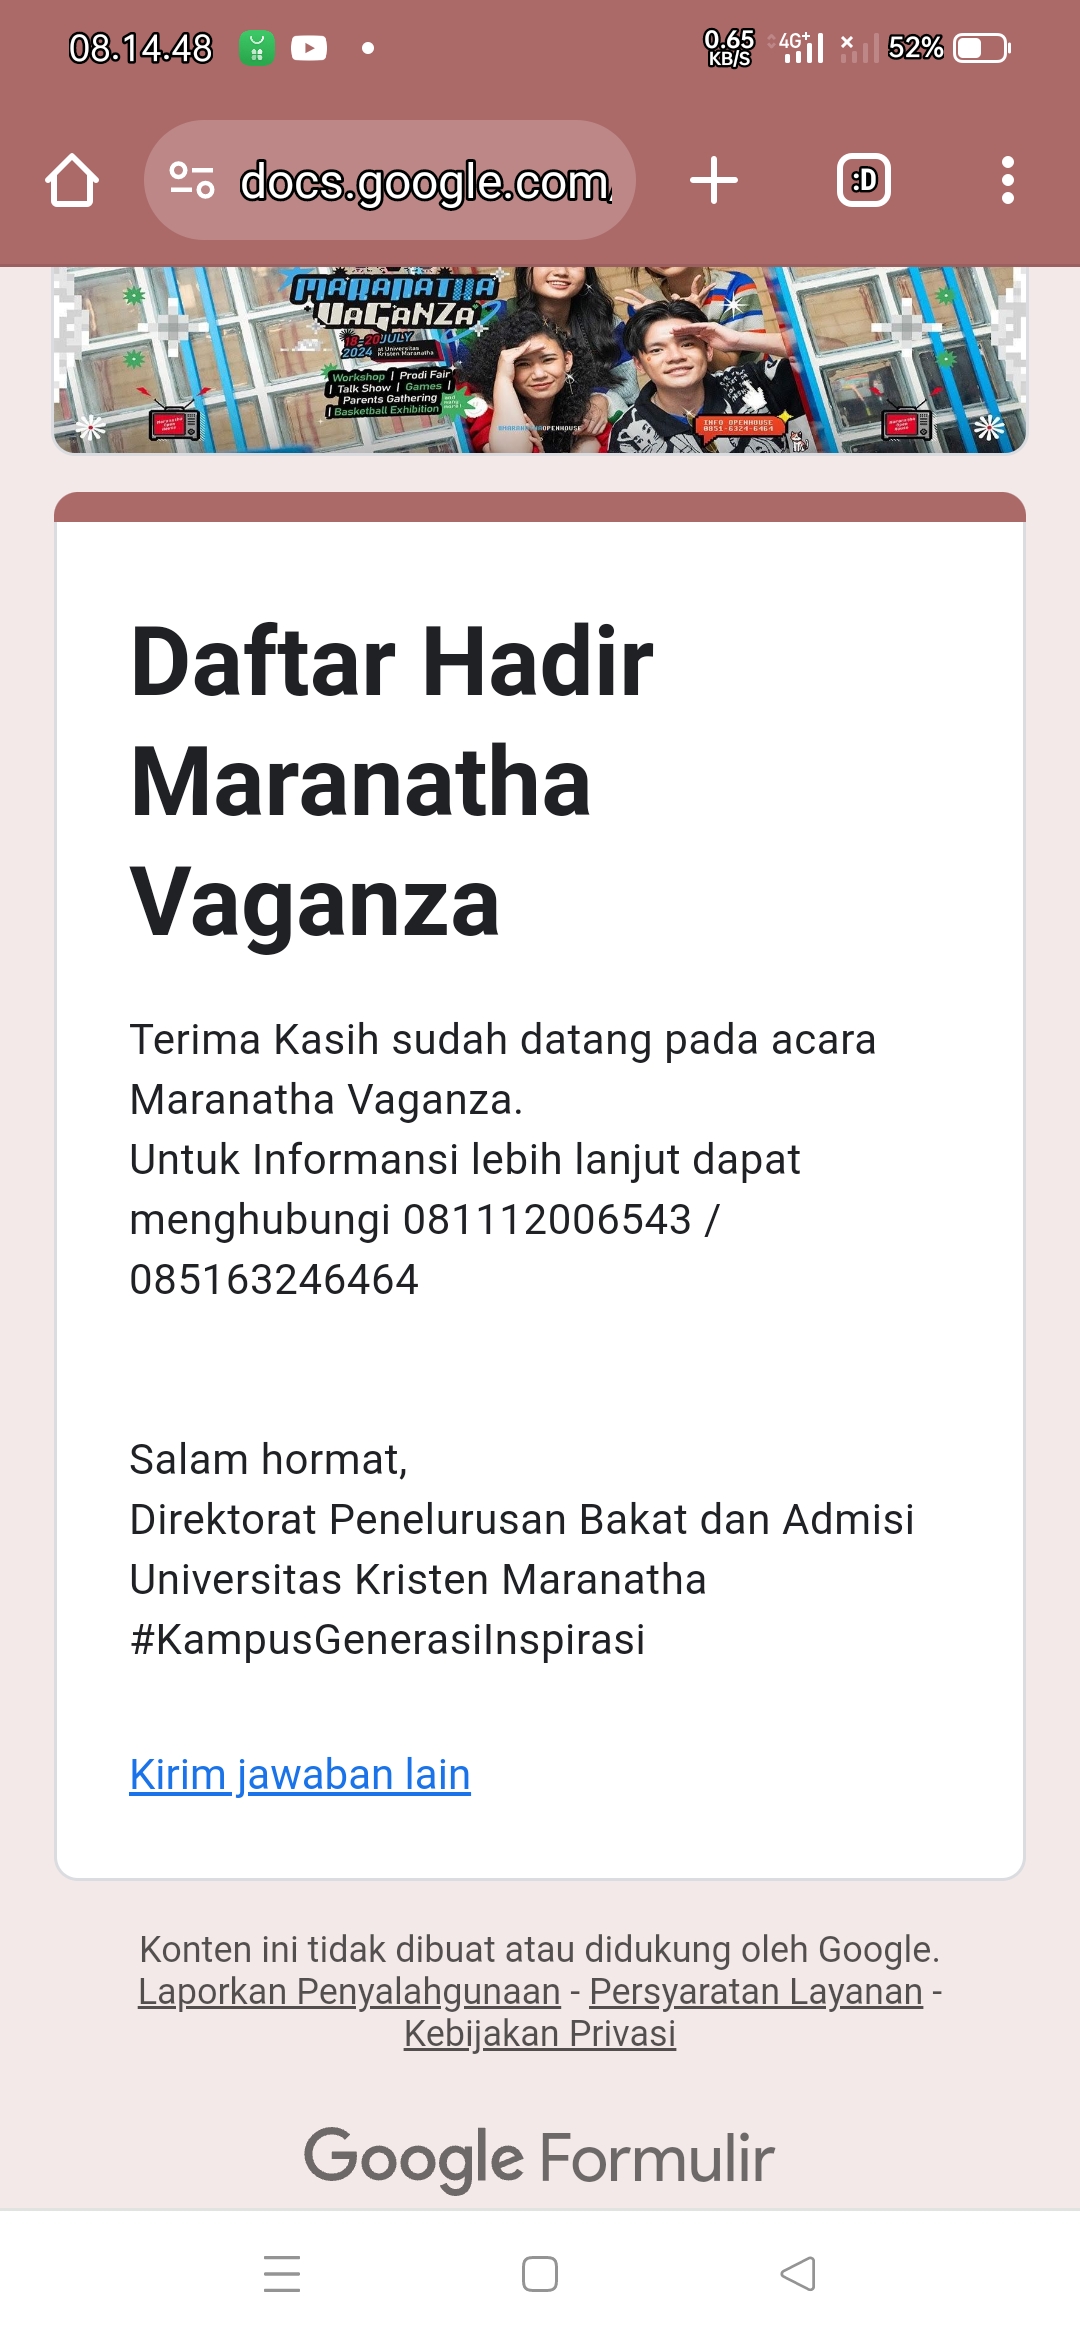 08.14.48
0.65
KB/S
4G+
52%
docs.google.com/
:D
MARANATHA
VAGANZA
18-20 JULY
2024 at Universitas
Kristen Maranatha
Workshop | Prodi Fair
| Talk Show | Games |
Parents Gathering
| Basketball Exhibition
INFO OPENHOUSE
0851-6324-6464
Daftar Hadir
Maranatha
Vaganza
Terima Kasih sudah datang pada acara
Maranatha Vaganza.
Untuk Informansi lebih lanjut dapat
menghubungi 081112006543 /
085163246464
Salam hormat,
Direktorat Penelurusan Bakat dan Admisi
Universitas Kristen Maranatha
#KampusGenerasiInspirasi
Kirim jawaban lain
Konten ini tidak dibuat atau didukung oleh Google.
Laporkan Penyalahgunaan - Persyaratan Layanan -
Kebijakan Privasi
Google Formulir